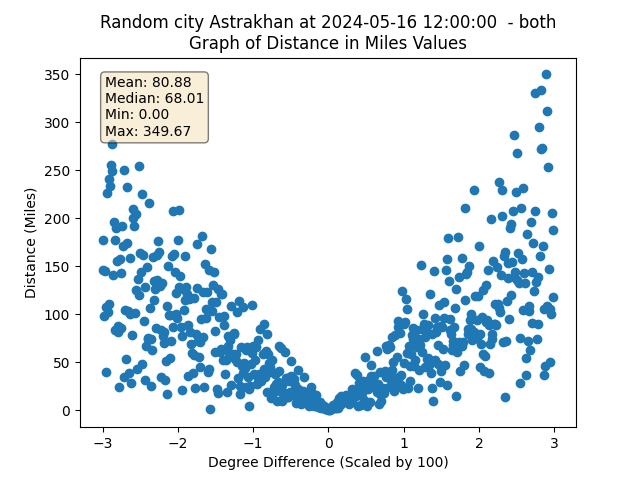 Random city Astrakhan at 2024-05-16 12:00:00  - both
Graph of Distance in Miles Values
Mean: 80.88
Median: 68.01
Min: 0.00
Max: 349.67
350
300
250
200
150
100
50
0
Distance (Miles)
−3 −2 −1 0 1 2 3
Degree Difference (Scaled by 100)